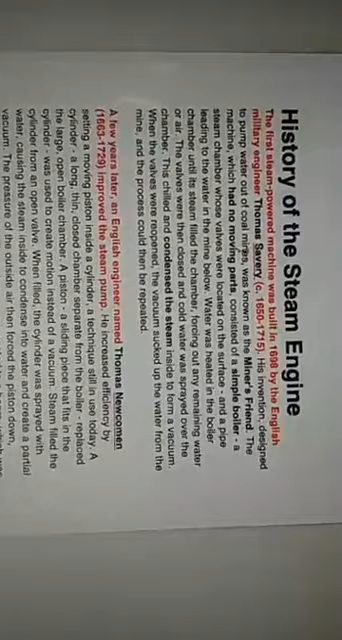 History of the Steam Engine
The first steam-powered machine was built in 1698 by the English
military engineer Thomas Savery (c. 1650-1715). His invention, designed
to pump water out of coal mines, was known as the Miner's Friend. The
machine, which had no moving parts, consisted of a simple boiler - a
steam chamber whose valves were located on the surface - and a pipe
leading to the water in the mine below. Water was heated in the boiler
chamber until its steam filled the chamber, forcing out any remaining water
or air. The valves were then closed and cold water was sprayed over the
chamber. This chilled and condensed the steam inside to form a vacuum.
When the valves were reopened, the vacuum sucked up the water from the
mine, and the process could then be repeated.
A few years later, an English engineer named Thomas Newcomen
(1663-1729) improved the steam pump. He increased efficiency by
setting a moving piston inside a cylinder, a technique still in use today. A
cylinder - a long, thin, closed chamber separate from the boiler - replaced
the large, open boiler chamber. A piston - a sliding piece that fits in the
cylinder - was used to create motion instead of a vacuum. Steam filled the
cylinder from an open valve. When filled, the cylinder was sprayed with
water, causing the steam inside to condense into water and create a partial
vacuum. The pressure of the outside air then forced the piston down,